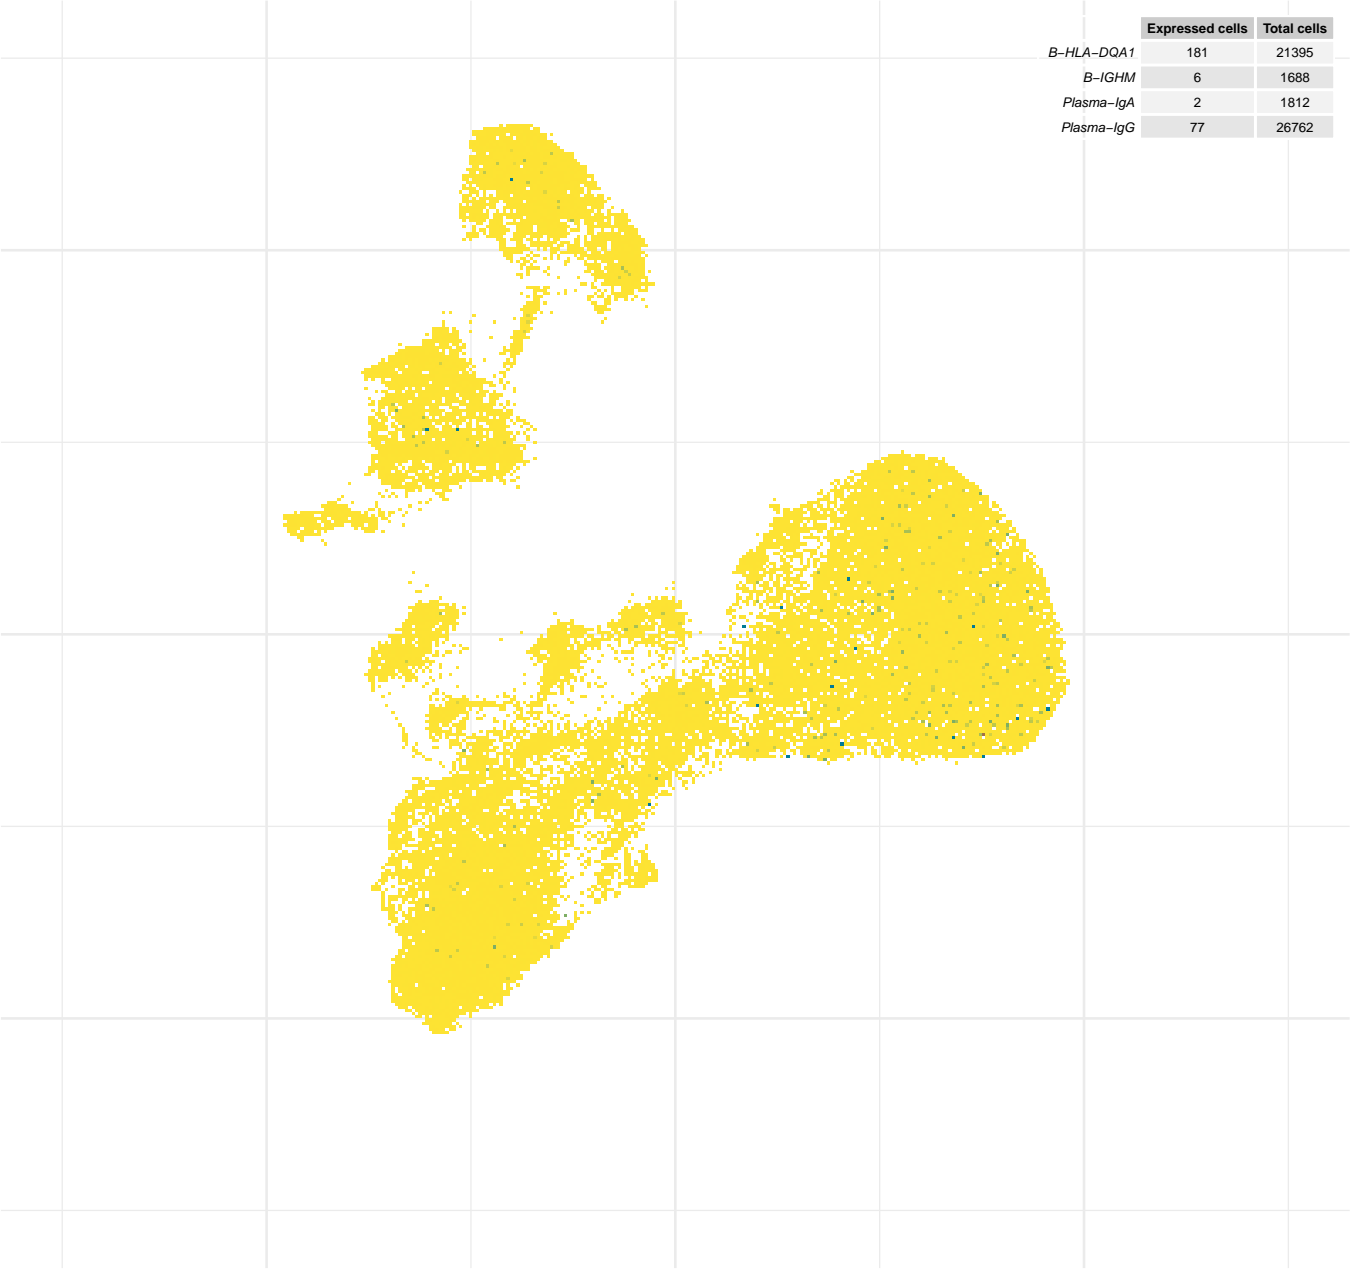 Expressed cells Total cells
B−HLA−DQA1 181 21395
B−IGHM 6 1688
Plasma−IgA 2 1812
Plasma−IgG 77 26762